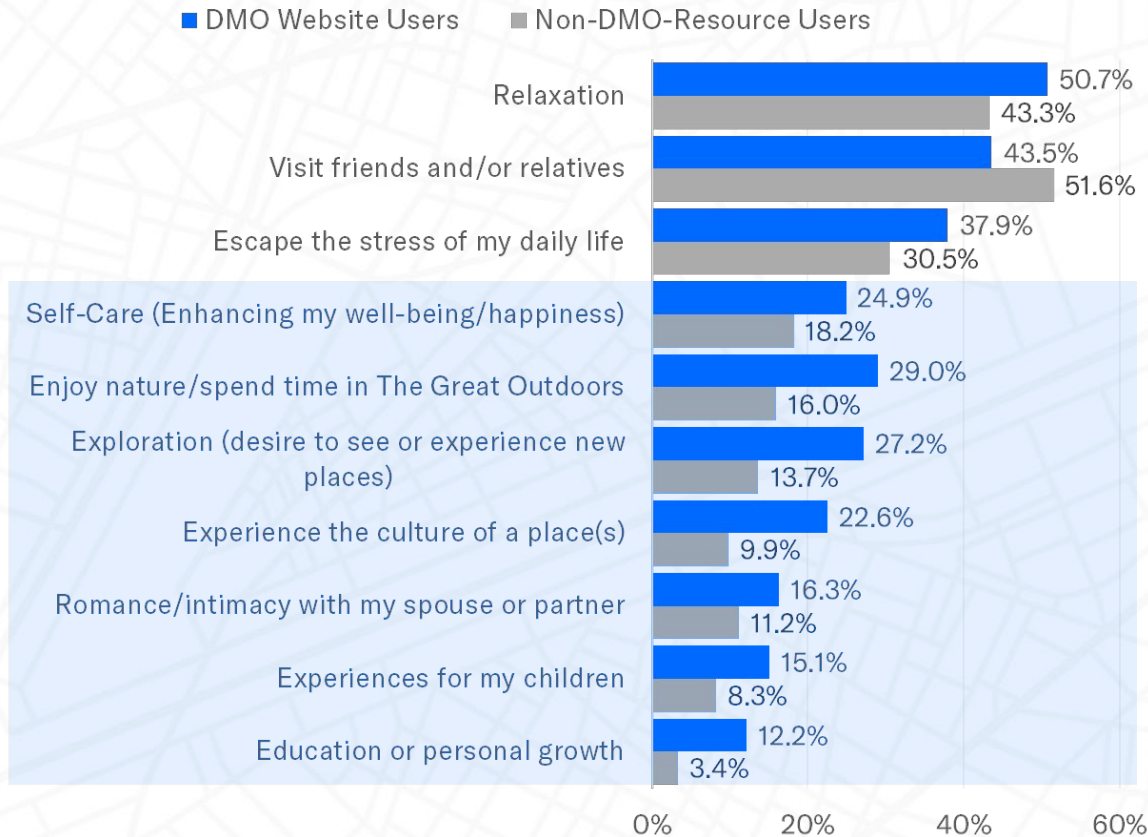 DMO Website Users
Non-DMO-Resource Users
Relaxation
50.7%
43.3%
Visit friends and/or relatives
43.5%
51.6%
Escape the stress of my daily life
37.9%
30.5%
Self-Care (Enhancing my well-being/happiness)
24.9%
18.2%
Enjoy nature/spend time in The Great Outdoors
29.0%
16.0%
Exploration (desire to see or experience new
places)
27.2%
13.7%
Experience the culture of a place(s)
22.6%
9.9%
Romance/intimacy with my spouse or partner
16.3%
11.2%
Experiences for my children
15.1%
8.3%
Education or personal growth
12.2%
3.4%
0%
20%
40%
60%